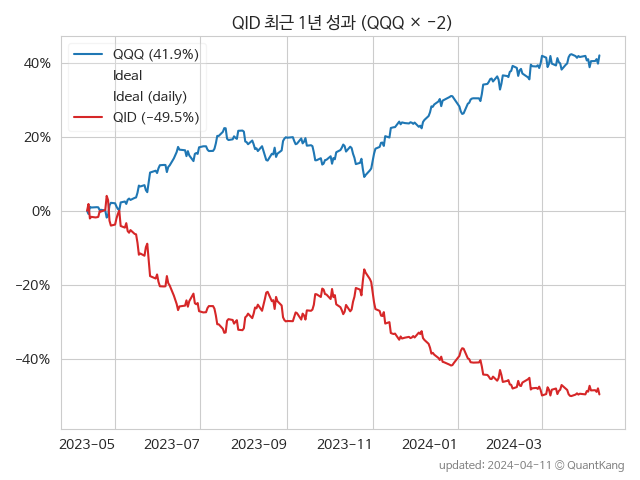 QID 최근 1년 성과 (QQQ × −2)
QQQ (41.9%)
Ideal
Ideal (daily)
QID (−49.5%)
40%
20%
0%
−20%
−40%
2023−05 2023−07 2023−09 2023−11 2024−01 2024−03
updated: 2024−04−11 © QuantKang